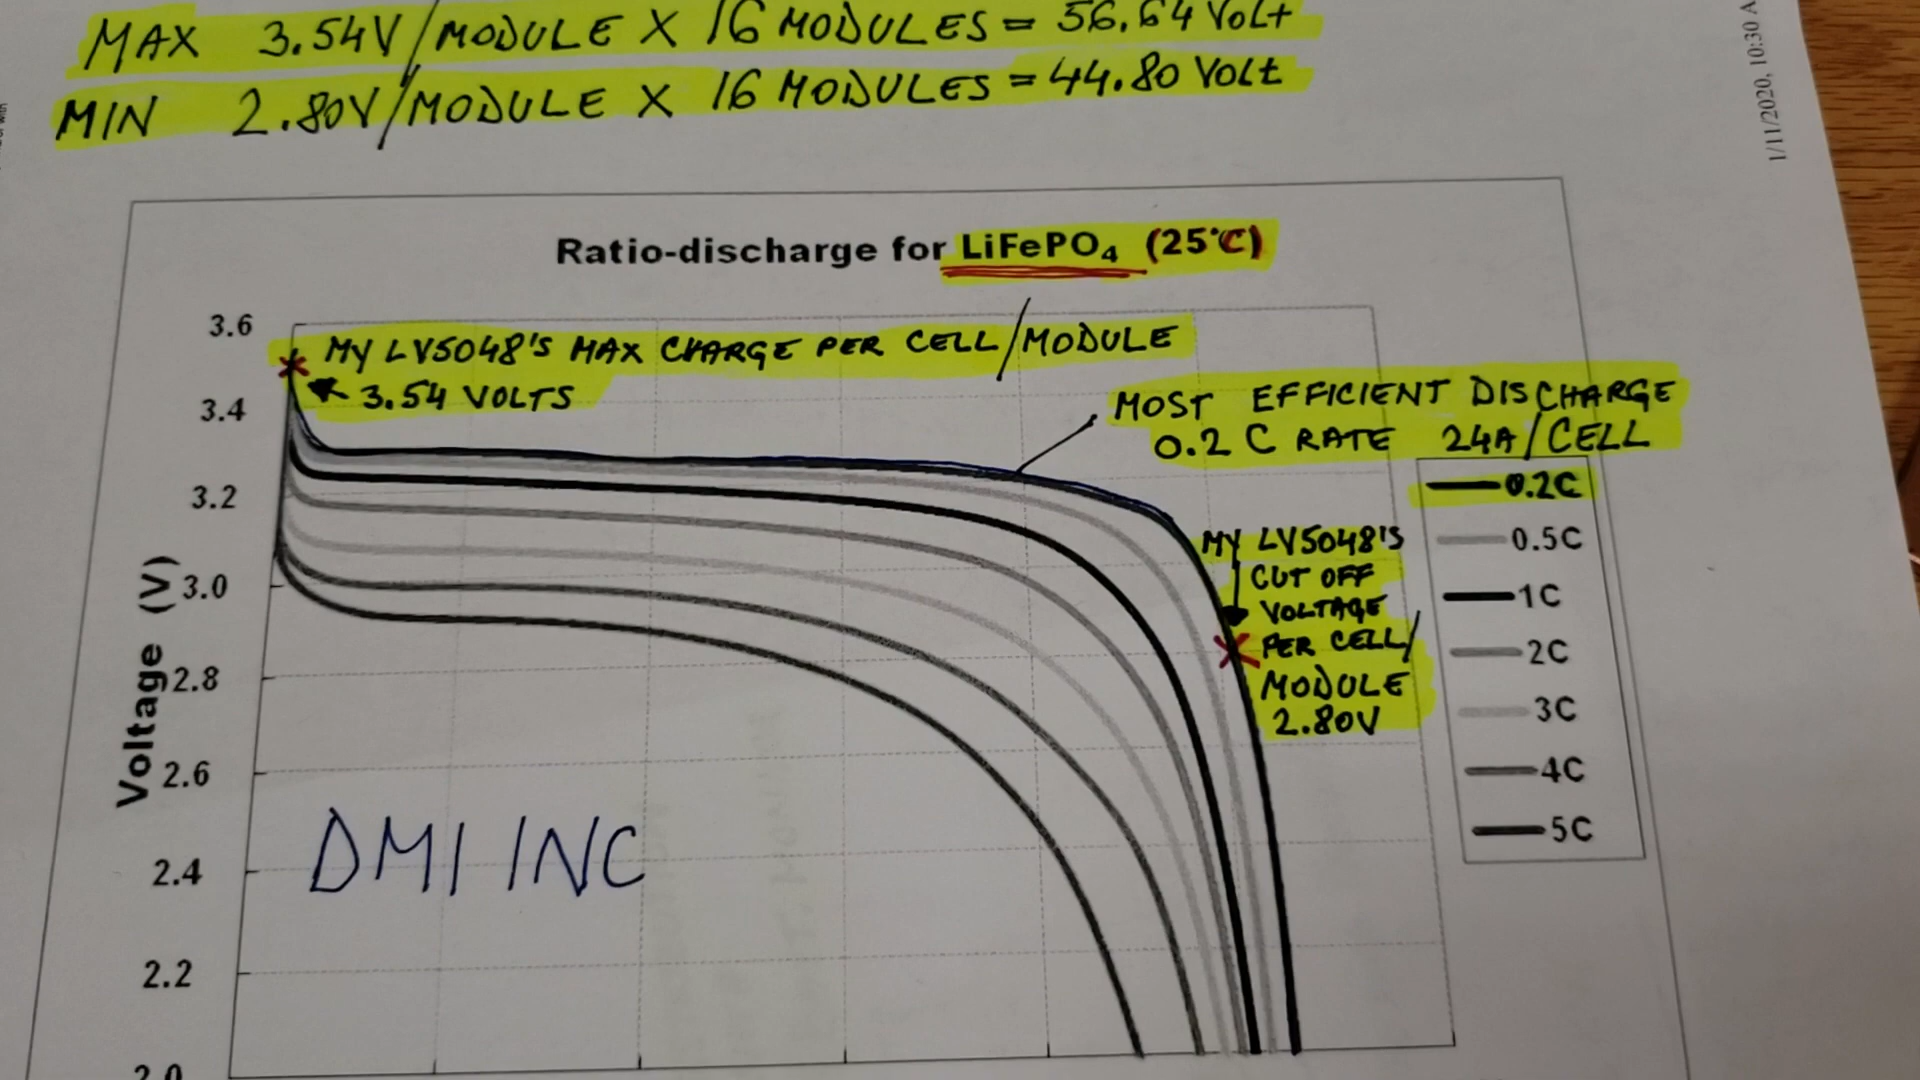 MAX 3.54V/MODULE X 16 MODULES = 56.64 VOLT
MIN 2.80V/MODULE X 16 MODULES = 44.80 VOLT
1/11/2020, 10:30 A
Ratio-discharge for LiFePO₄ (25°C)
MY LV5048'S MAX CHARGE PER CELL/MODULE
3.54 VOLTS
MOST EFFICIENT DISCHARGE
0.2 C RATE 24A/CELL
MY LV5048'S
CUT OFF
VOLTAGE
PER CELL/
MODULE
2.80V
Voltage (V)
3.6
3.4
3.2
3.0
2.8
2.6
2.4
2.2
2.0
0.2C
0.5C
1C
2C
3C
4C
5C
DMI INC